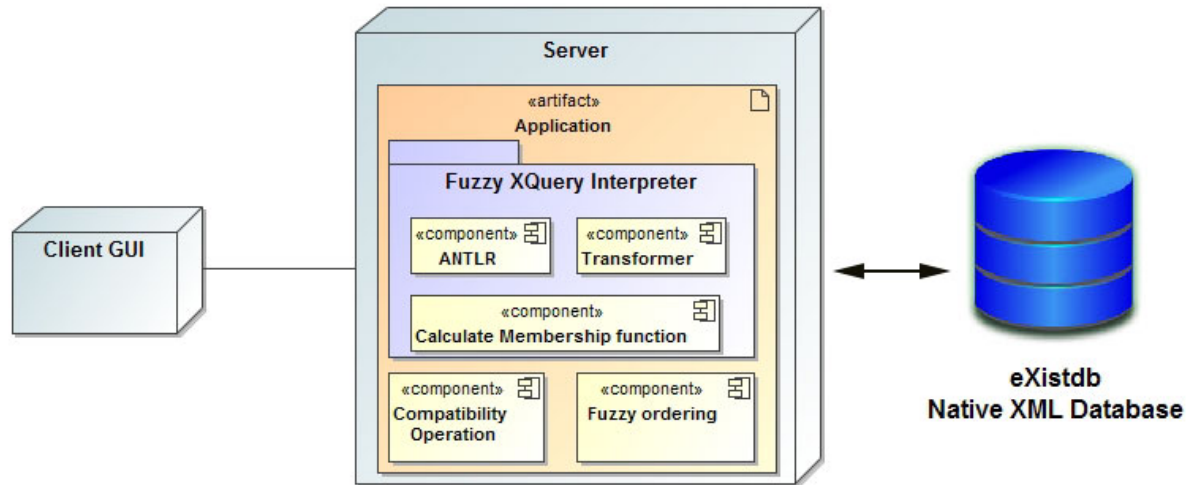 Server
«artifact»
Application
Fuzzy XQuery Interpreter
Client GUI
«component»
ANTLR
«component»
Transformer
«component»
Calculate Membership function
«component»
Compatibility
Operation
«component»
Fuzzy ordering
eXistdb
Native XML Database